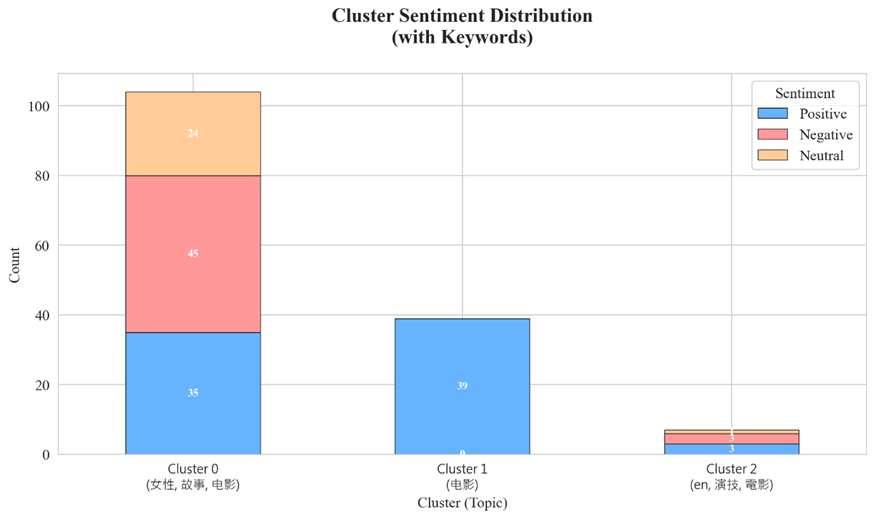 Cluster Sentiment Distribution
(with Keywords)
Sentiment
Positive
Negative
Neutral
100
80
60
40
20
0
Count
24
45
35
39
0
3
3
Cluster 0
(女性, 故事, 电影)
Cluster 1
(电影)
Cluster 2
(en, 演技, 電影)
Cluster (Topic)